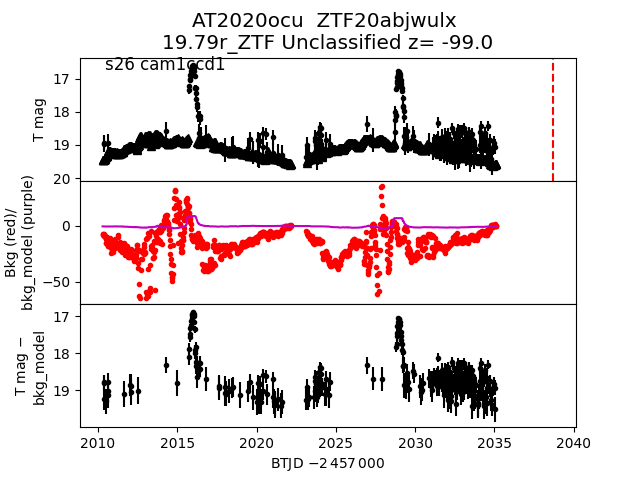 AT2020ocu  ZTF20abjwulx
19.79r_ZTF Unclassified z= -99.0
s26 cam1ccd1
T mag
17
18
19
20
Bkg (red)/
bkg_model (purple)
0
−50
T mag −
bkg_model
17
18
19
2010 2015 2020 2025 2030 2035 2040
BTJD −2 457 000